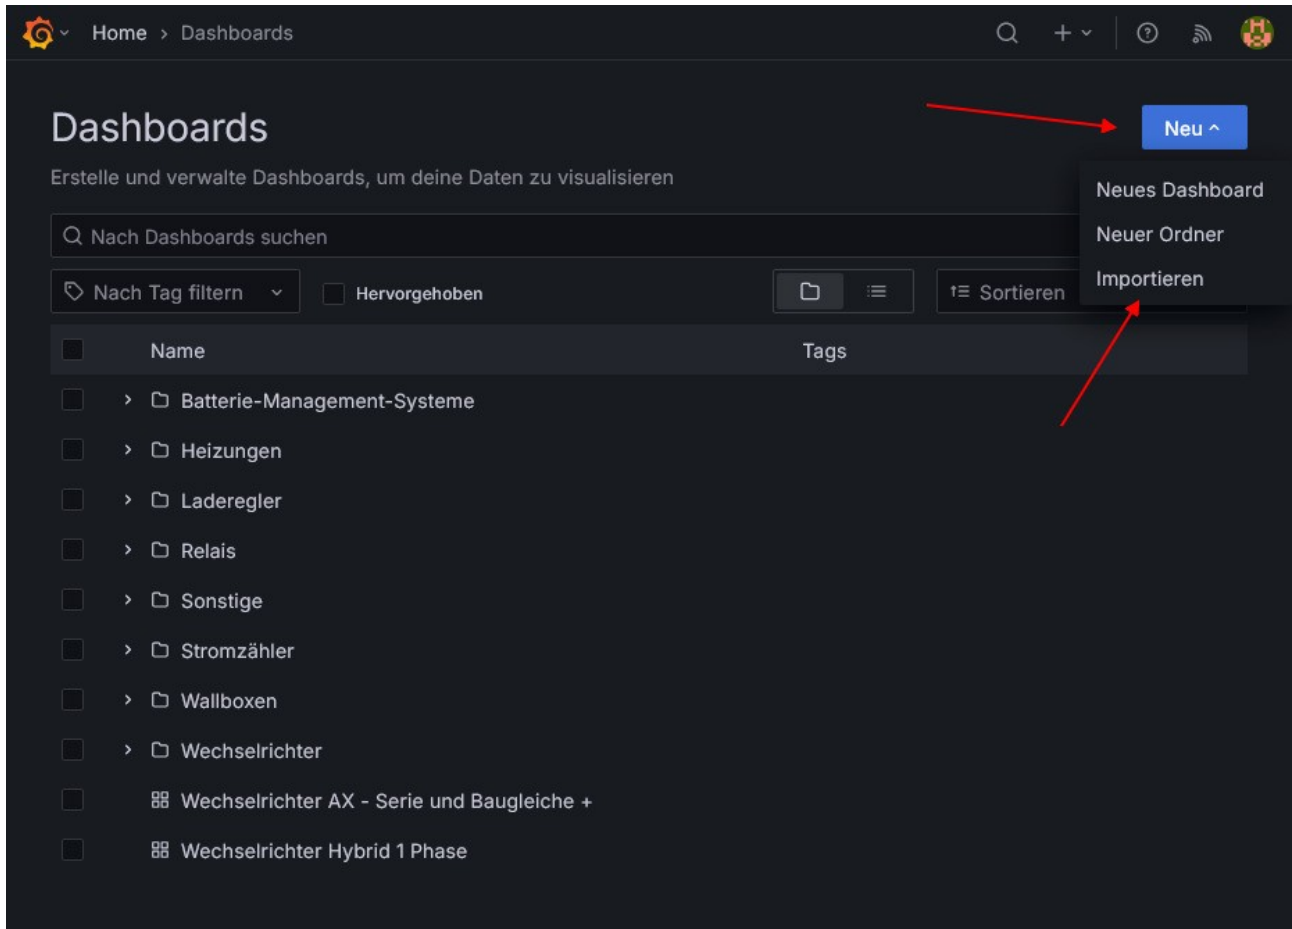 Home > Dashboards
Dashboards
Neu
Erstelle und verwalte Dashboards, um deine Daten zu visualisieren
Neues Dashboard
Nach Dashboards suchen
Neuer Ordner
Importieren
Nach Tag filtern
Hervorgehoben
Sortieren
Name Tags
Batterie-Management-Systeme
Heizungen
Laderegler
Relais
Sonstige
Stromzähler
Wallboxen
Wechselrichter
Wechselrichter AX - Serie und Baugleiche +
Wechselrichter Hybrid 1 Phase